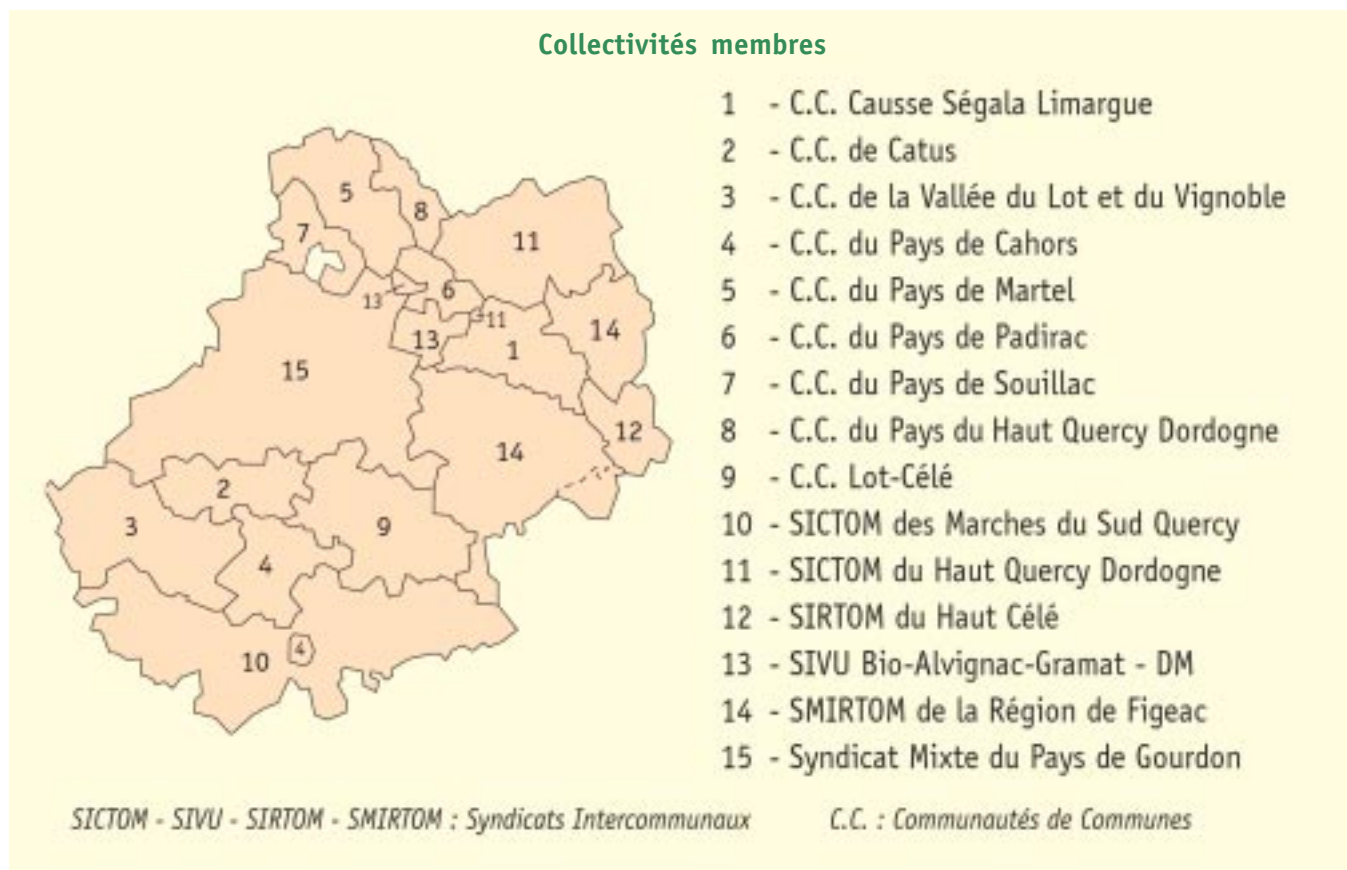 Collectivités membres
1 - C.C. Causse Ségala Limargue
2 - C.C. de Catus
3 - C.C. de la Vallée du Lot et du Vignoble
4 - C.C. du Pays de Cahors
5 - C.C. du Pays de Martel
6 - C.C. du Pays de Padirac
7 - C.C. du Pays de Souillac
8 - C.C. du Pays du Haut Quercy Dordogne
9 - C.C. Lot-Célé
10 - SICTOM des Marches du Sud Quercy
11 - SICTOM du Haut Quercy Dordogne
12 - SIRTOM du Haut Célé
13 - SIVU Bio-Alvignac-Gramat - DM
14 - SMIRTOM de la Région de Figeac
15 - Syndicat Mixte du Pays de Gourdon
5
8
7
11
13
6
11
13
1
14
15
12
14
2
3
9
4
4
10
SICTOM - SIVU - SIRTOM - SMIRTOM : Syndicats Intercommunaux
C.C. : Communautés de Communes